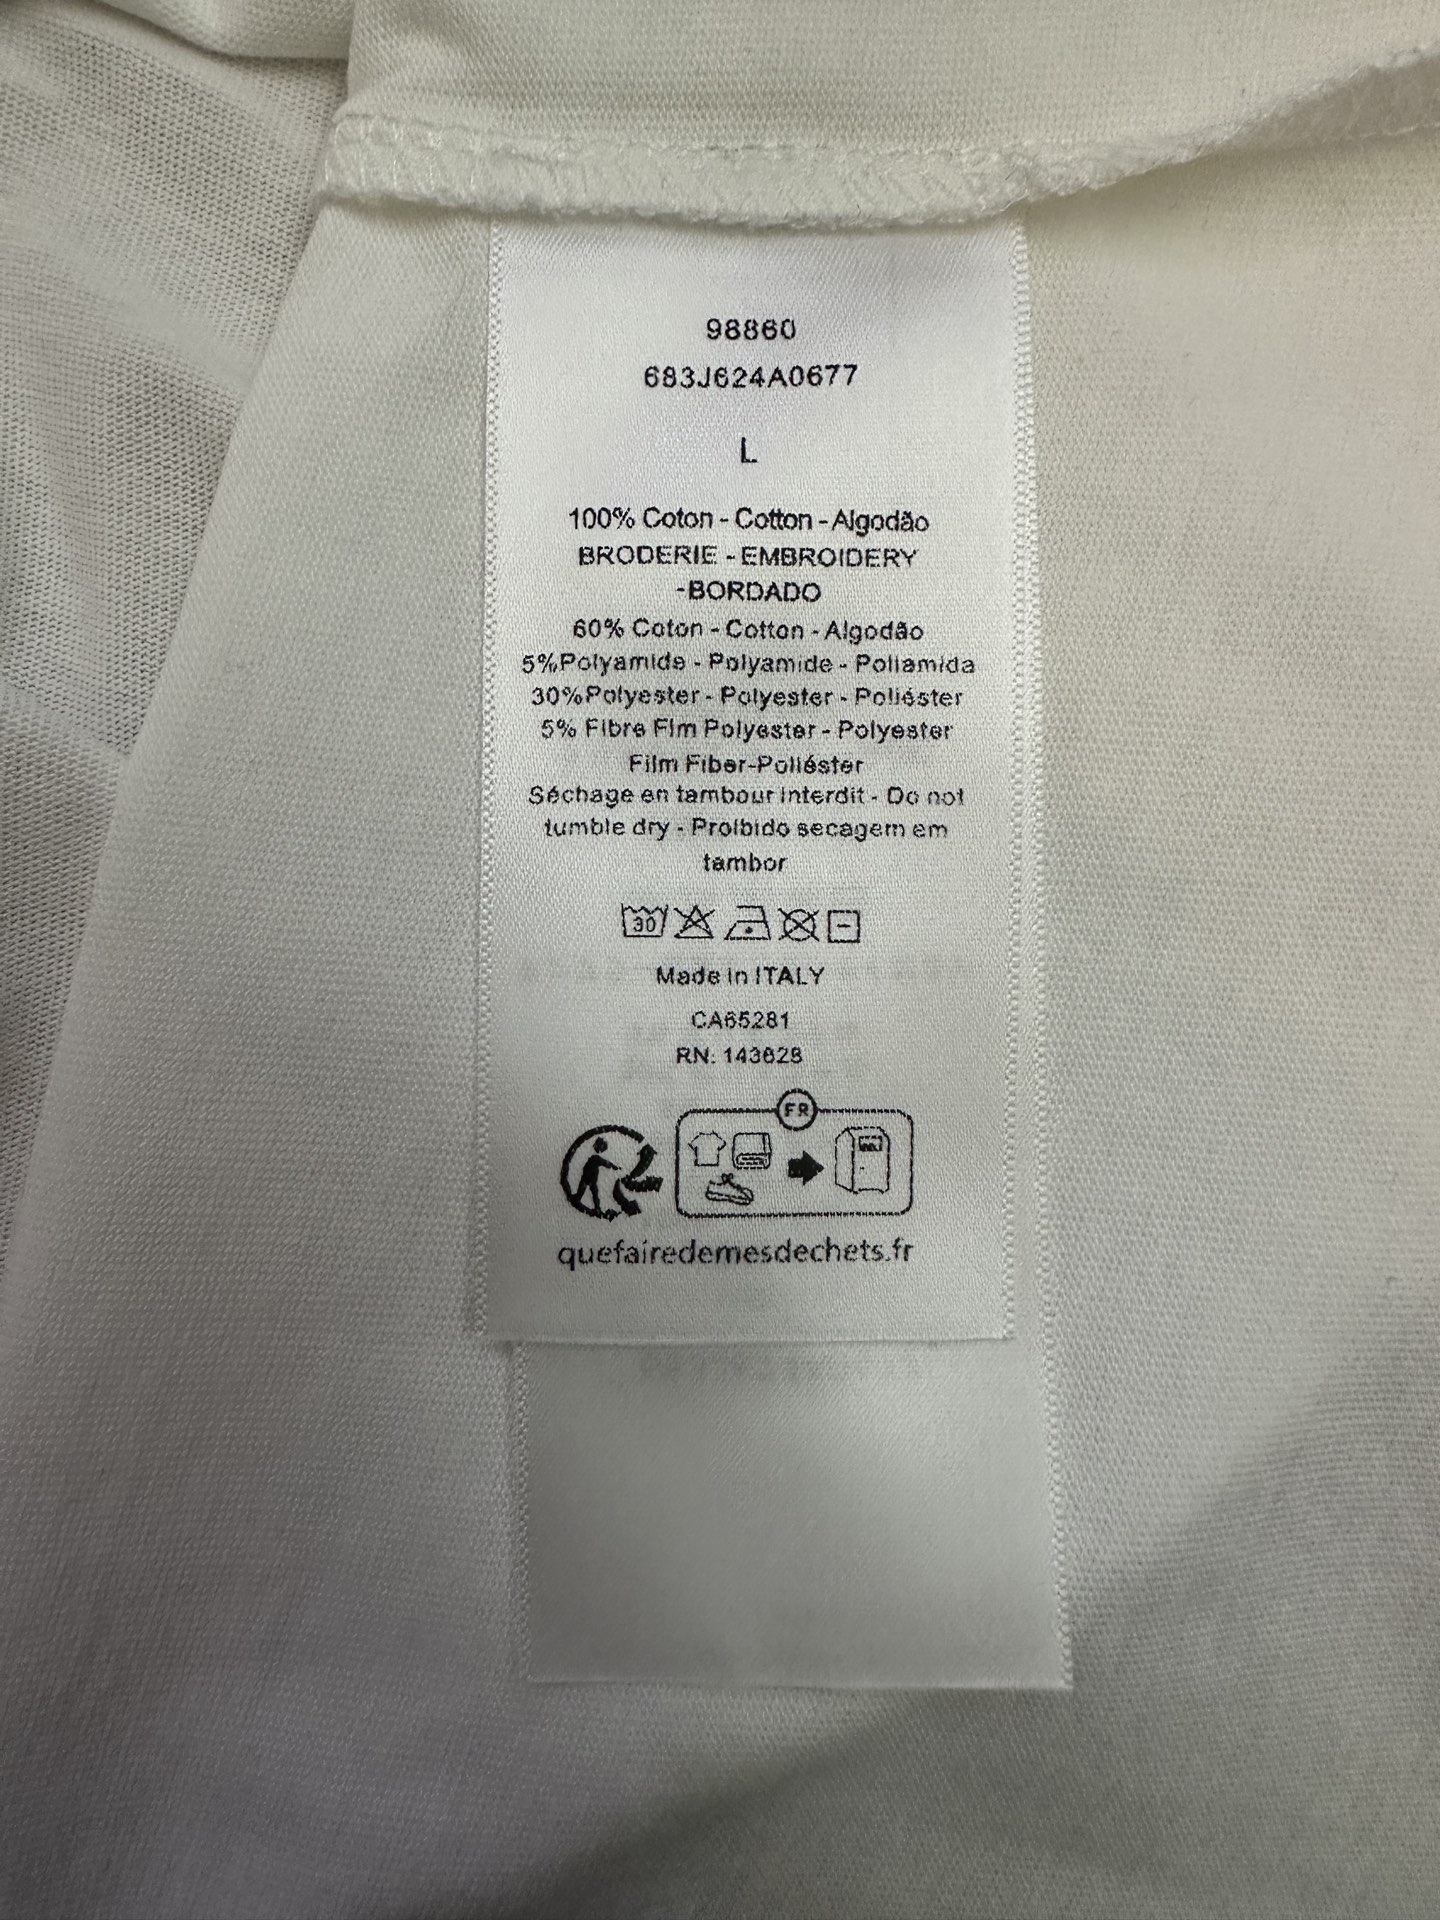 98860
683J624A0677
L
100% Coton - Cotton - Algodão
BRODERIE - EMBROIDERY
-BORDADO
60% Coton - Cotton - Algodão
5%Polyamide - Polyamide - Poliamida
30%Polyester - Polyester - Poliéster
5% Fibre Flm Polyester - Polyester
Film Fiber-Poliéster
Séchage en tambour interdit - Do not
tumble dry - Proibido secagem em
tambor
30
Made in ITALY
CA65281
RN: 143628
FR
quefairedemesdechets.fr